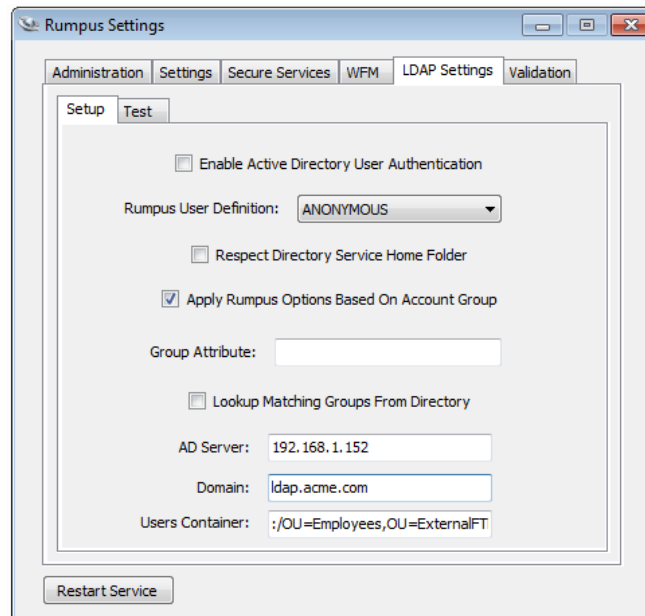 Rumpus Settings
Administration Settings Secure Services WFM LDAP Settings Validation
Setup Test
Enable Active Directory User Authentication
Rumpus User Definition: ANONYMOUS
Respect Directory Service Home Folder
Apply Rumpus Options Based On Account Group
Group Attribute:
Lookup Matching Groups From Directory
AD Server: 192.168.1.152
Domain: ldap.acme.com
Users Container: :/OU=Employees,OU=ExternalFT
Restart Service